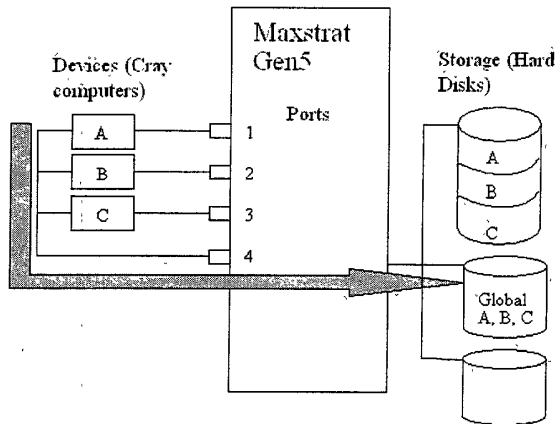 Maxstrat
Gen5
Devices (Cray
computers)
Storage (Hard
Disks)
Ports
A
1
B
2
C
3
4
A
B
C
Global
A, B, C